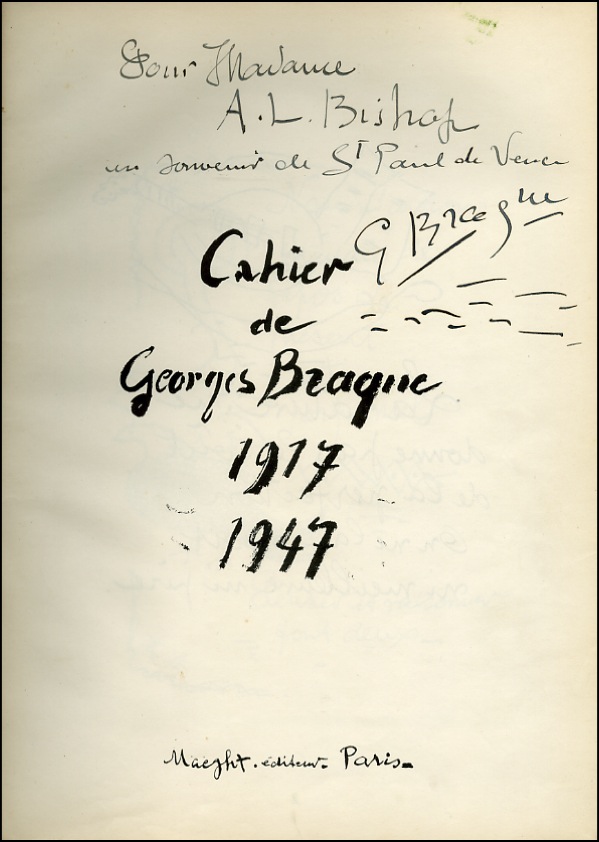 Pour Madame
A. L. Bishop
un souvenir de St Paul de Vence
G Braque
Cahier
de
Georges Braque
1917
1947
Maeght. éditeur. Paris.